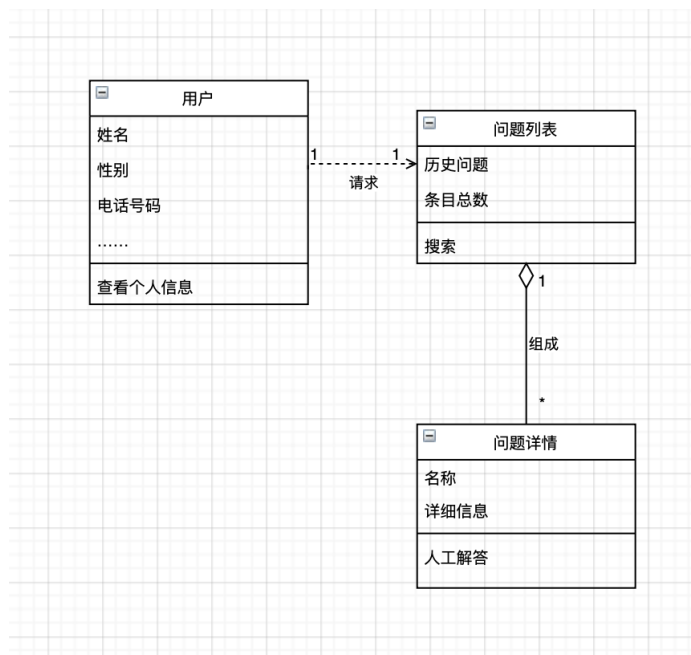 用户
姓名
性别
电话号码
……
查看个人信息
1
1
请求
问题列表
历史问题
条目总数
搜索
1
组成
*
问题详情
名称
详细信息
人工解答